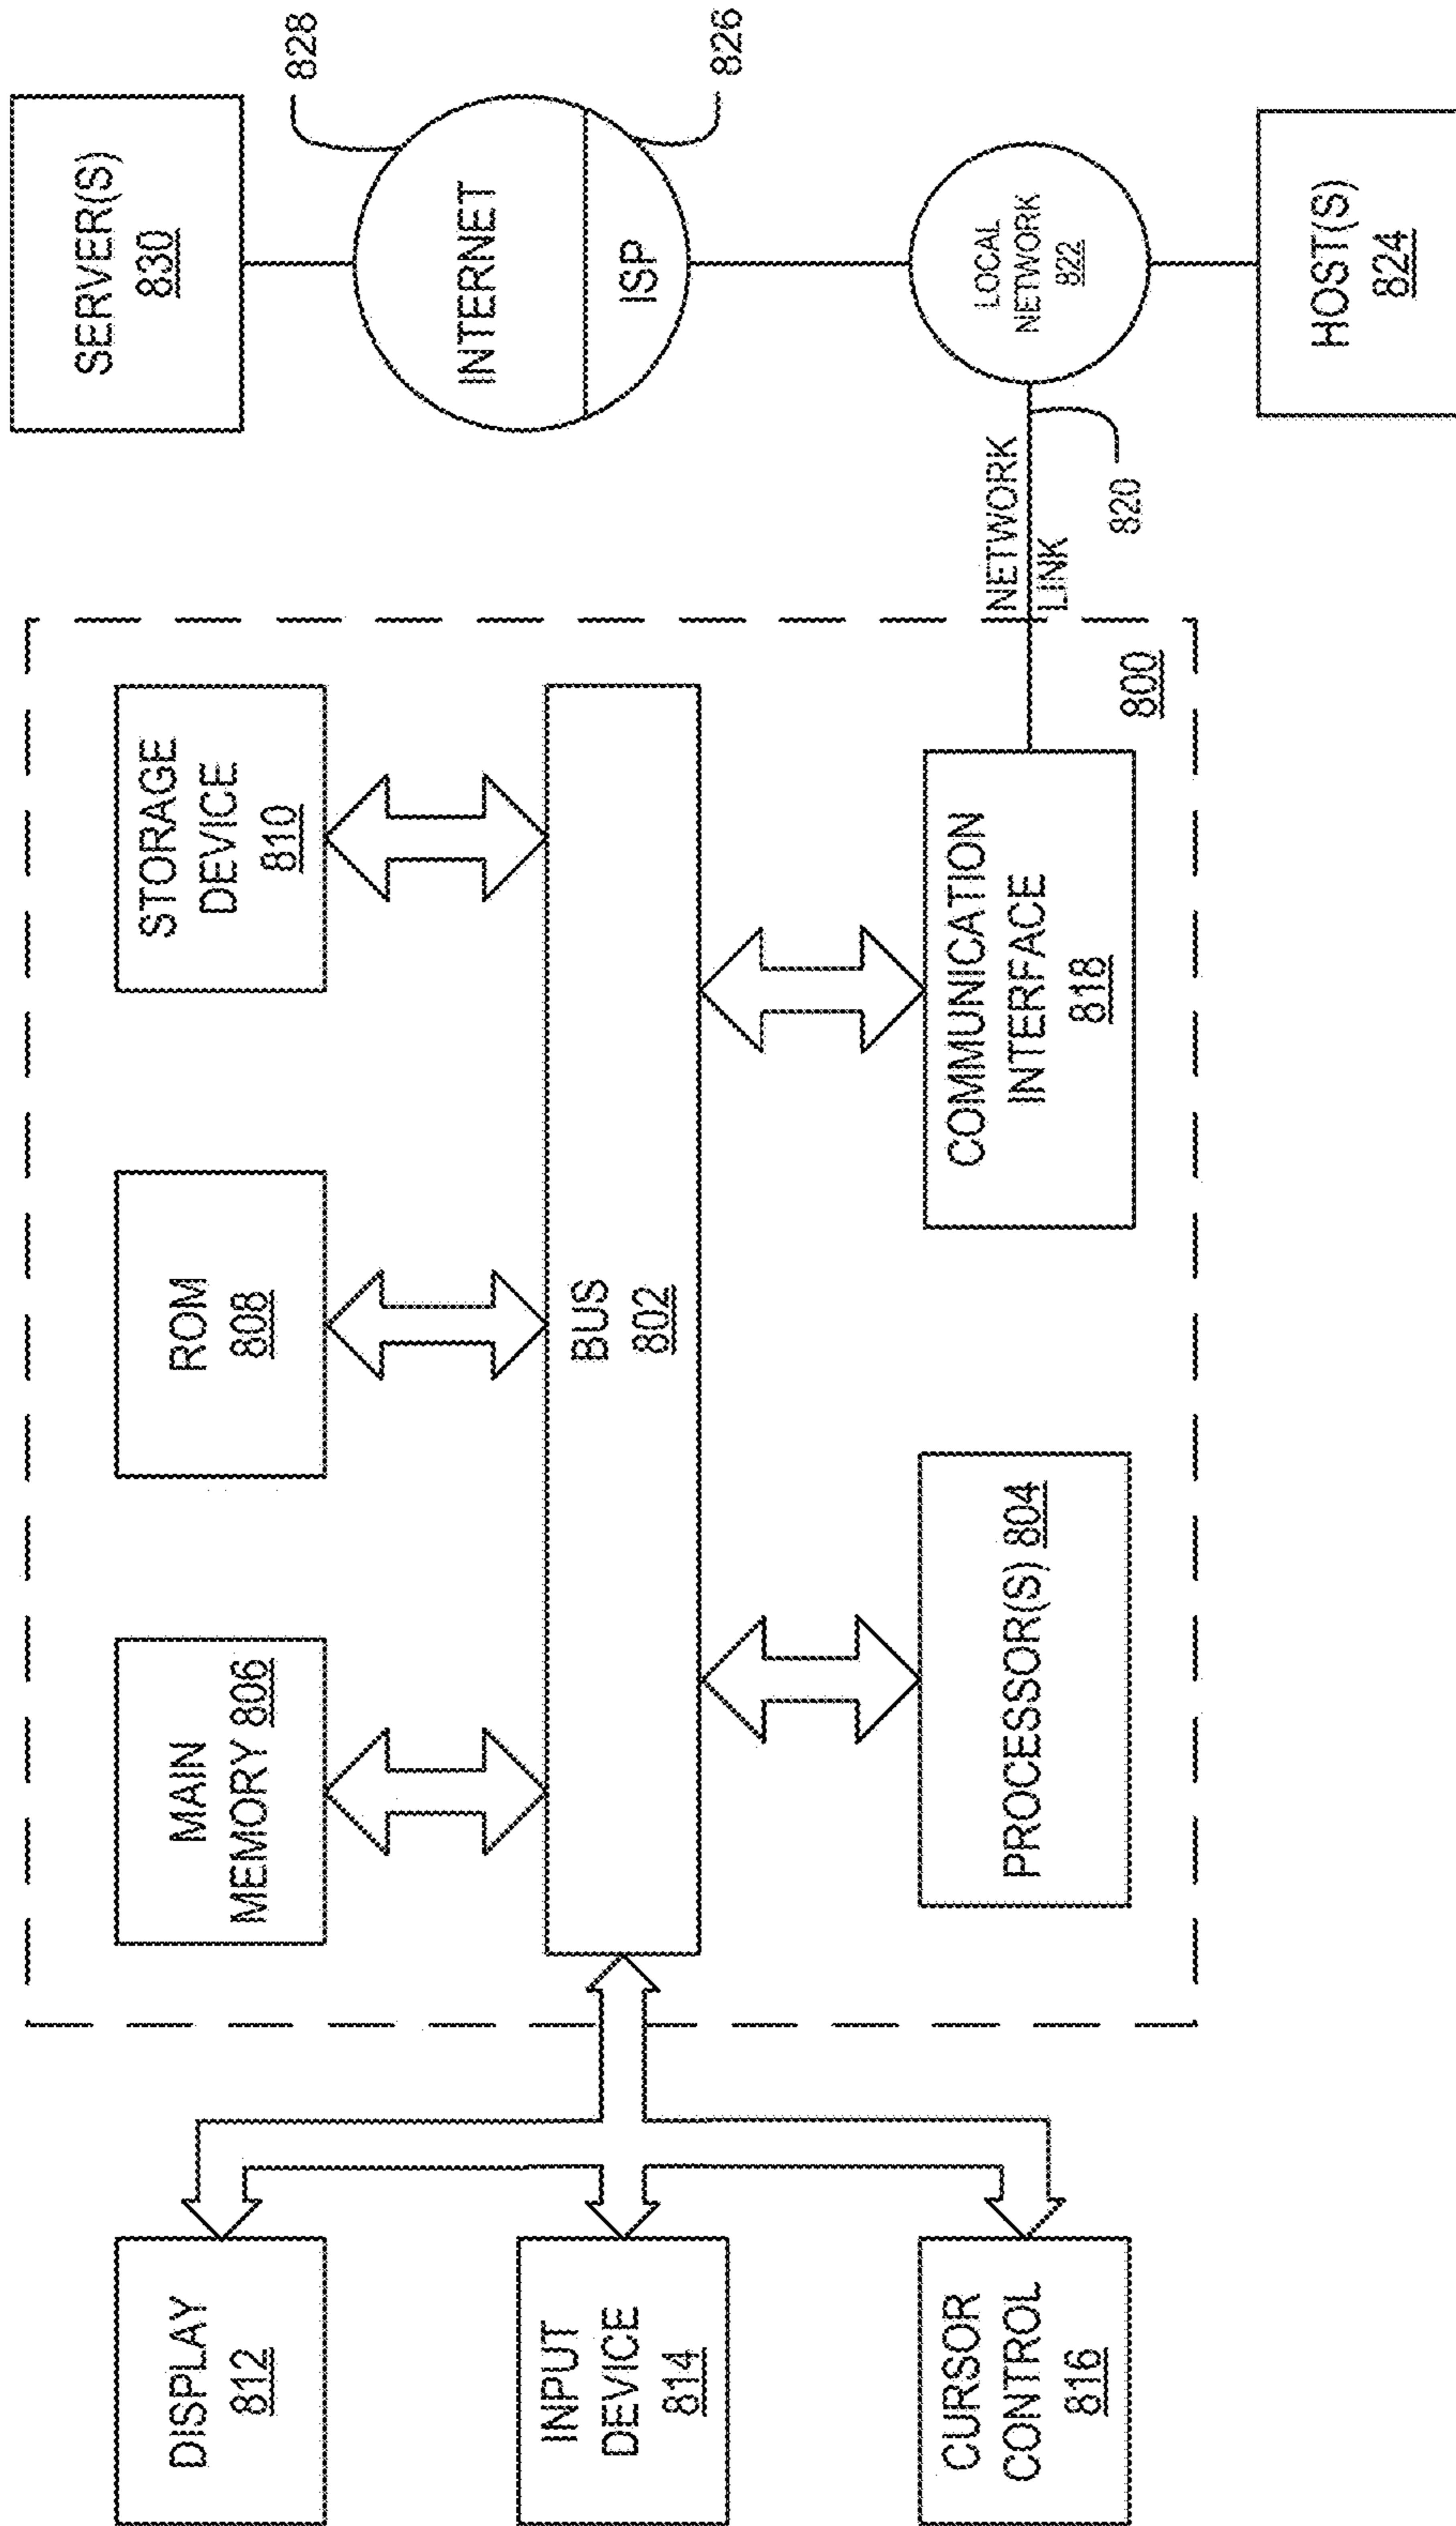 DISPLAY
812
INPUT
DEVICE
814
CURSOR
CONTROL
816
MAIN
MEMORY 806
ROM
808
STORAGE
DEVICE
810
BUS
802
PROCESSOR(S) 804
COMMUNICATION
INTERFACE
818
800
NETWORK
LINK
820
SERVER(S)
830
828
INTERNET
ISP
826
LOCAL
NETWORK
822
HOST(S)
824